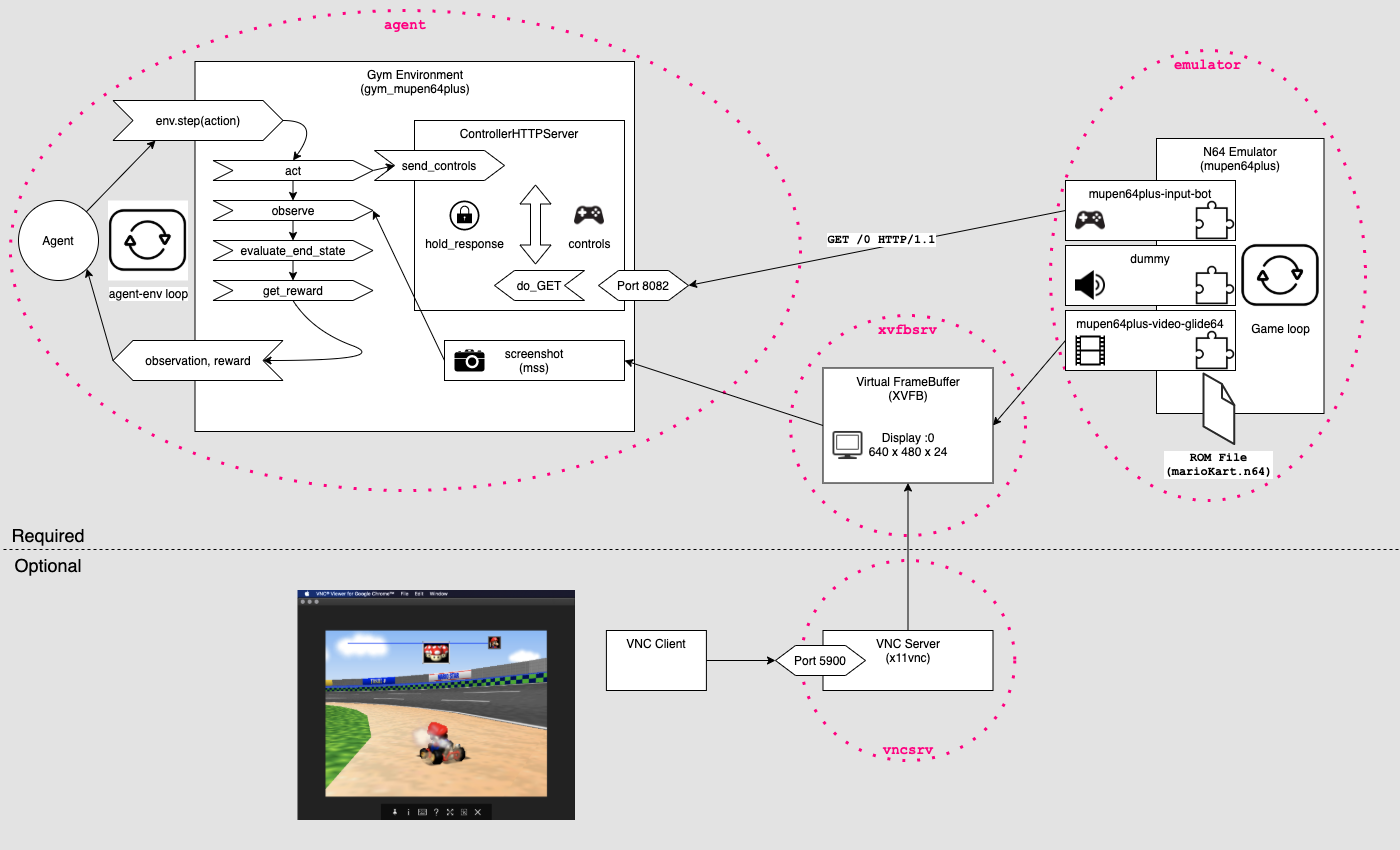 agent
Gym Environment
(gym_mupen64plus)
env.step(action)
ControllerHTTPServer
act
send_controls
observe
hold_response
controls
evaluate_end_state
get_reward
do_GET
Port 8082
Agent
agent-env loop
observation, reward
screenshot
(mss)
GET /0 HTTP/1.1
emulator
N64 Emulator
(mupen64plus)
mupen64plus-input-bot
dummy
mupen64plus-video-glide64
Game loop
ROM File
(marioKart.n64)
xvfbsrv
Virtual FrameBuffer
(XVFB)
Display :0
640 x 480 x 24
Required
Optional
VNC® Viewer for Google Chrome™ File Edit Window
VNC Client
Port 5900
VNC Server
(x11vnc)
vncsrv